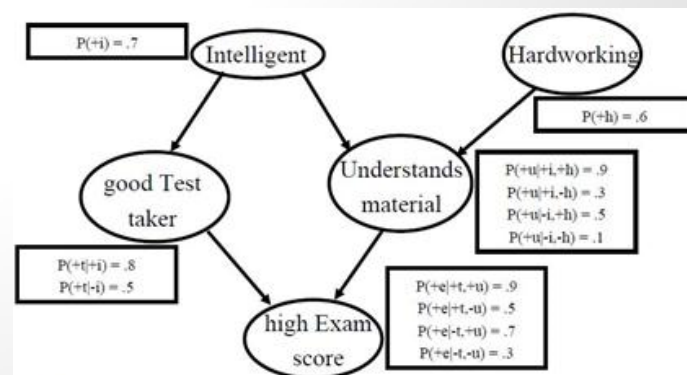 P(+i) = .7
Intelligent
Hardworking
P(+h) = .6
good Test
taker
Understands
material
P(+u|+i,+h) = .9
P(+u|+i,-h) = .3
P(+u|-i,+h) = .5
P(+u|-i,-h) = .1
P(+t|+i) = .8
P(+t|-i) = .5
high Exam
score
P(+e|+t,+u) = .9
P(+e|+t,-u) = .5
P(+e|-t,+u) = .7
P(+e|-t,-u) = .3